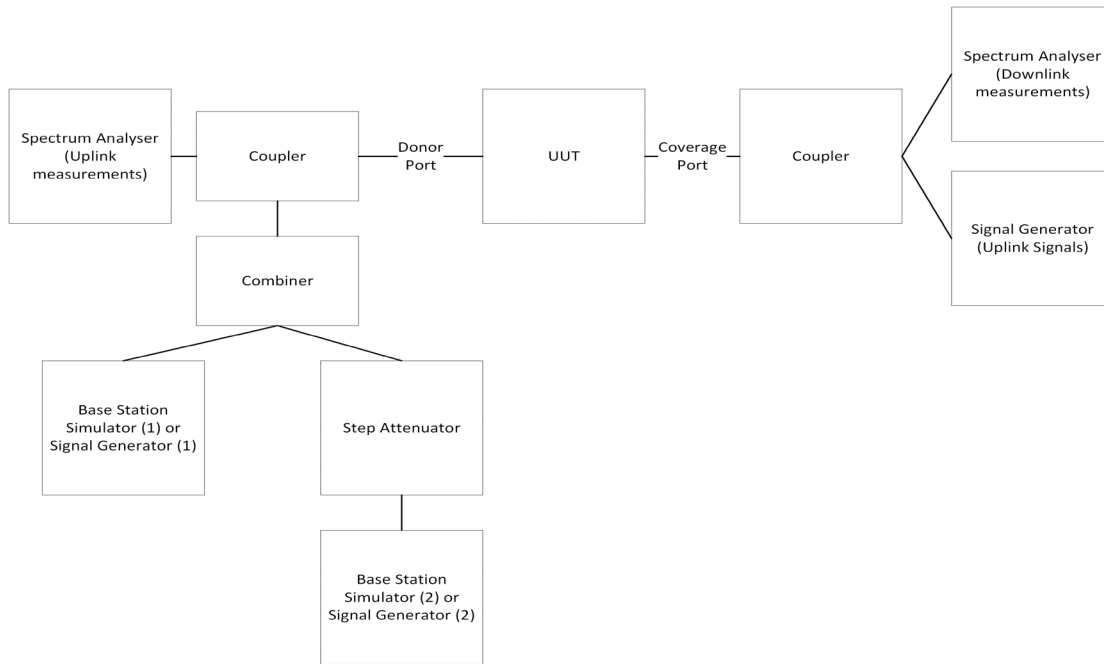 Spectrum Analyser
(Uplink
measurements)
Coupler
Donor
Port
UUT
Coverage
Port
Coupler
Spectrum Analyser
(Downlink
measurements)
Signal Generator
(Uplink Signals)
Combiner
Base Station
Simulator (1) or
Signal Generator (1)
Step Attenuator
Base Station
Simulator (2) or
Signal Generator (2)